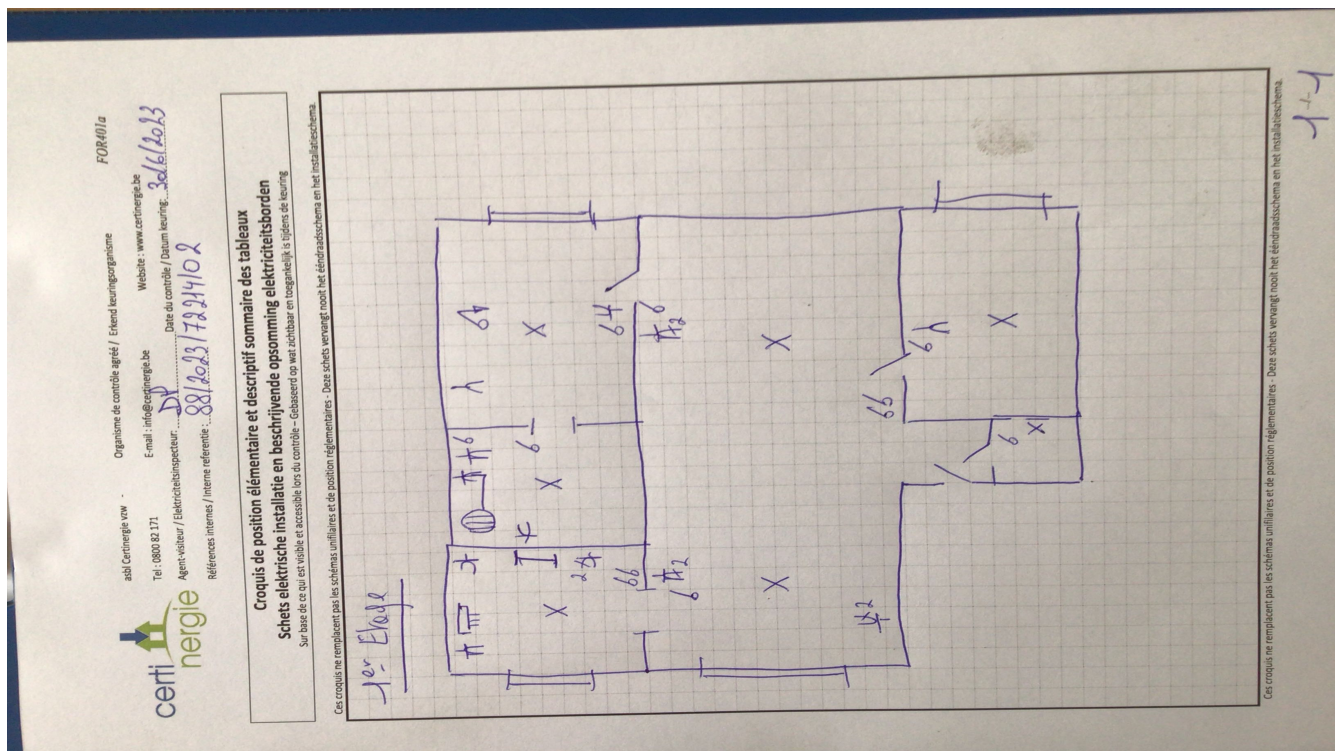 certinergie
asbl Certinergie vzw - Organisme de contrôle agréé / Erkend keuringsorganisme FOR401a
Tel : 0800 82 171 E-mail : info@certinergie.be Website : www.certinergie.be
Agent-visiteur / Elektriciteitsinspecteur: DP Date du contrôle / Datum keuring: 30/6/2023
Références internes / Interne referentie : 88/2023/72214/02
Croquis de position élémentaire et descriptif sommaire des tableaux
Schets elektrische installatie en beschrijvende opsomming elektriciteitsborden
Sur base de ce qui est visible et accessible lors du contrôle – Gebaseerd op wat zichtbaar en toegankelijk is tijdens de keuring
Ces croquis ne remplacent pas les schémas unifilaires et de position réglementaires - Deze schets vervangt nooit het ééndraadsschema en het installatieschema.
1er Etage
Ces croquis ne remplacent pas les schémas unifilaires et de position réglementaires - Deze schets vervangt nooit het ééndraadsschema en het installatieschema.